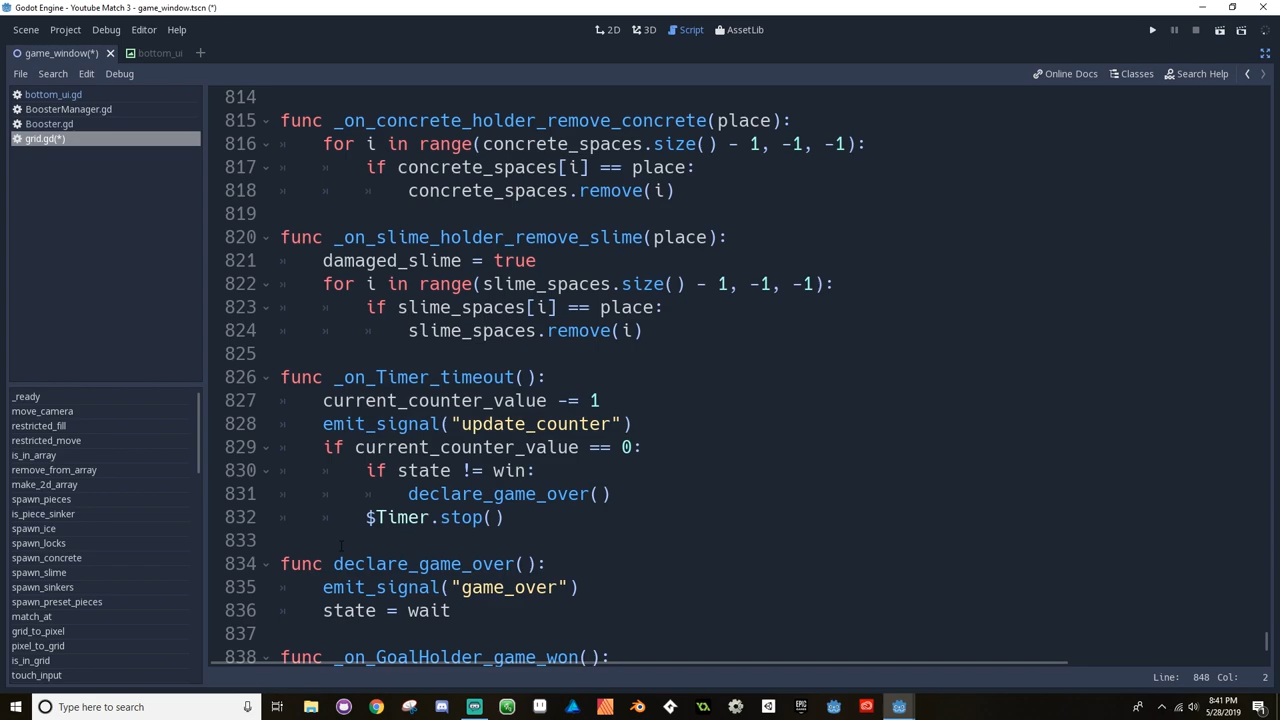 Godot Engine - Youtube Match 3 - game_window.tscn (*)
Scene Project Debug Editor Help
2D 3D Script AssetLib
game_window(*) bottom_ui
File Search Edit Debug
Online Docs Classes Search Help
bottom_ui.gd
BoosterManager.gd
Booster.gd
grid.gd(*)
_ready
move_camera
restricted_fill
restricted_move
is_in_array
remove_from_array
make_2d_array
spawn_pieces
is_piece_sinker
spawn_ice
spawn_locks
spawn_concrete
spawn_slime
spawn_sinkers
spawn_preset_pieces
match_at
grid_to_pixel
pixel_to_grid
is_in_grid
touch_input
814
815 func _on_concrete_holder_remove_concrete(place):
816 for i in range(concrete_spaces.size() - 1, -1, -1):
817 if concrete_spaces[i] == place:
818 concrete_spaces.remove(i)
819
820 func _on_slime_holder_remove_slime(place):
821 damaged_slime = true
822 for i in range(slime_spaces.size() - 1, -1, -1):
823 if slime_spaces[i] == place:
824 slime_spaces.remove(i)
825
826 func _on_Timer_timeout():
827 current_counter_value -= 1
828 emit_signal("update_counter")
829 if current_counter_value == 0:
830 if state != win:
831 declare_game_over()
832 $Timer.stop()
833
834 func declare_game_over():
835 emit_signal("game_over")
836 state = wait
837
838 func _on_GoalHolder_game_won():
Line: 848 Col: 2
Type here to search
8:41 PM
5/28/2019